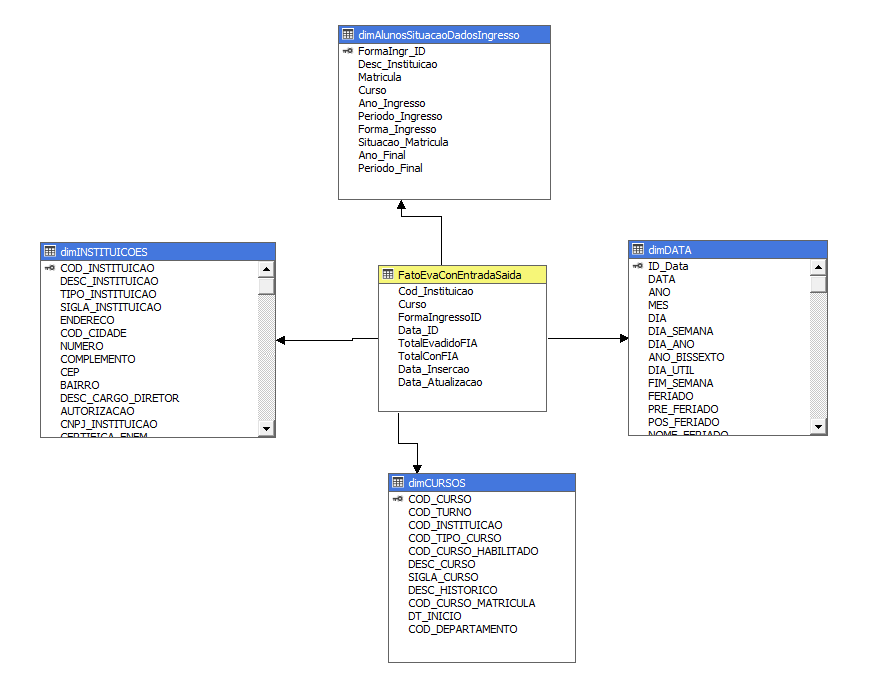 dimAlunosSituacaoDadosIngresso
FormaIngr_ID
Desc_Instituicao
Matricula
Curso
Ano_Ingresso
Periodo_Ingresso
Forma_Ingresso
Situacao_Matricula
Ano_Final
Periodo_Final
dimINSTITUICOES
COD_INSTITUICAO
DESC_INSTITUICAO
TIPO_INSTITUICAO
SIGLA_INSTITUICAO
ENDERECO
COD_CIDADE
NUMERO
COMPLEMENTO
CEP
BAIRRO
DESC_CARGO_DIRETOR
AUTORIZACAO
CNPJ_INSTITUICAO
CERTIFICA_ENEM
FatoEvaConEntradaSaida
Cod_Instituicao
Curso
FormaIngressoID
Data_ID
TotalEvadidoFIA
TotalConFIA
Data_Insercao
Data_Atualizacao
dimDATA
ID_Data
DATA
ANO
MES
DIA
DIA_SEMANA
DIA_ANO
ANO_BISSEXTO
DIA_UTIL
FIM_SEMANA
FERIADO
PRE_FERIADO
POS_FERIADO
NOME_FERIADO
dimCURSOS
COD_CURSO
COD_TURNO
COD_INSTITUICAO
COD_TIPO_CURSO
COD_CURSO_HABILITADO
DESC_CURSO
SIGLA_CURSO
DESC_HISTORICO
COD_CURSO_MATRICULA
DT_INICIO
COD_DEPARTAMENTO